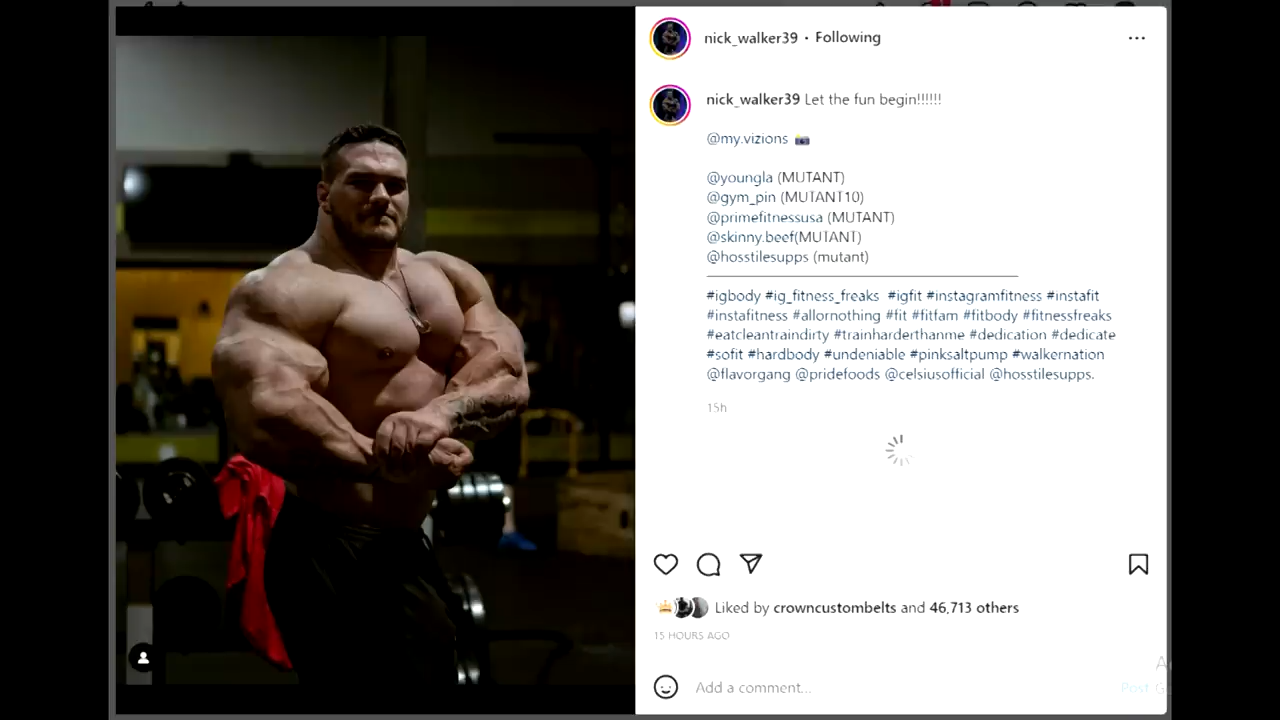 nick_walker39 • Following
nick_walker39 Let the fun begin!!!!!!
@my.vizions
@youngla (MUTANT)
@gym_pin (MUTANT10)
@primefitnessusa (MUTANT)
@skinny.beef(MUTANT)
@hosstilesupps (mutant)
#igbody #ig_fitness_freaks #igfit #instagramfitness #instafit
#instafitness #allornothing #fit #fitfam #fitbody #fitnessfreaks
#eatcleantraindirty #trainharderthanme #dedication #dedicate
#sofit #hardbody #undeniable #pinksaltpump #walkernation
@flavorgang @pridefoods @celsiusofficial @hosstilesupps.
15h
Liked by crowncustombelts and 46,713 others
15 HOURS AGO
Add a comment...
Post